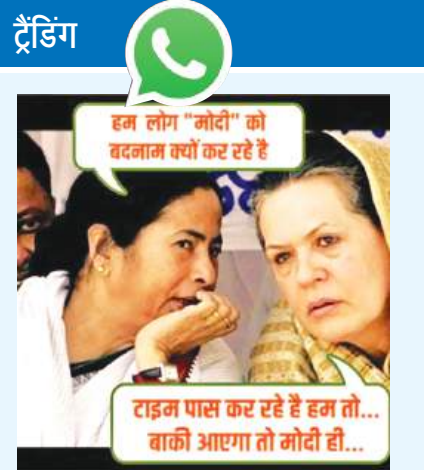 ट्रैंडिंग
हम लोग "मोदी" को
बदनाम क्यों कर रहे है
टाइम पास कर रहे है हम तो...
बाकी आएगा तो मोदी ही...